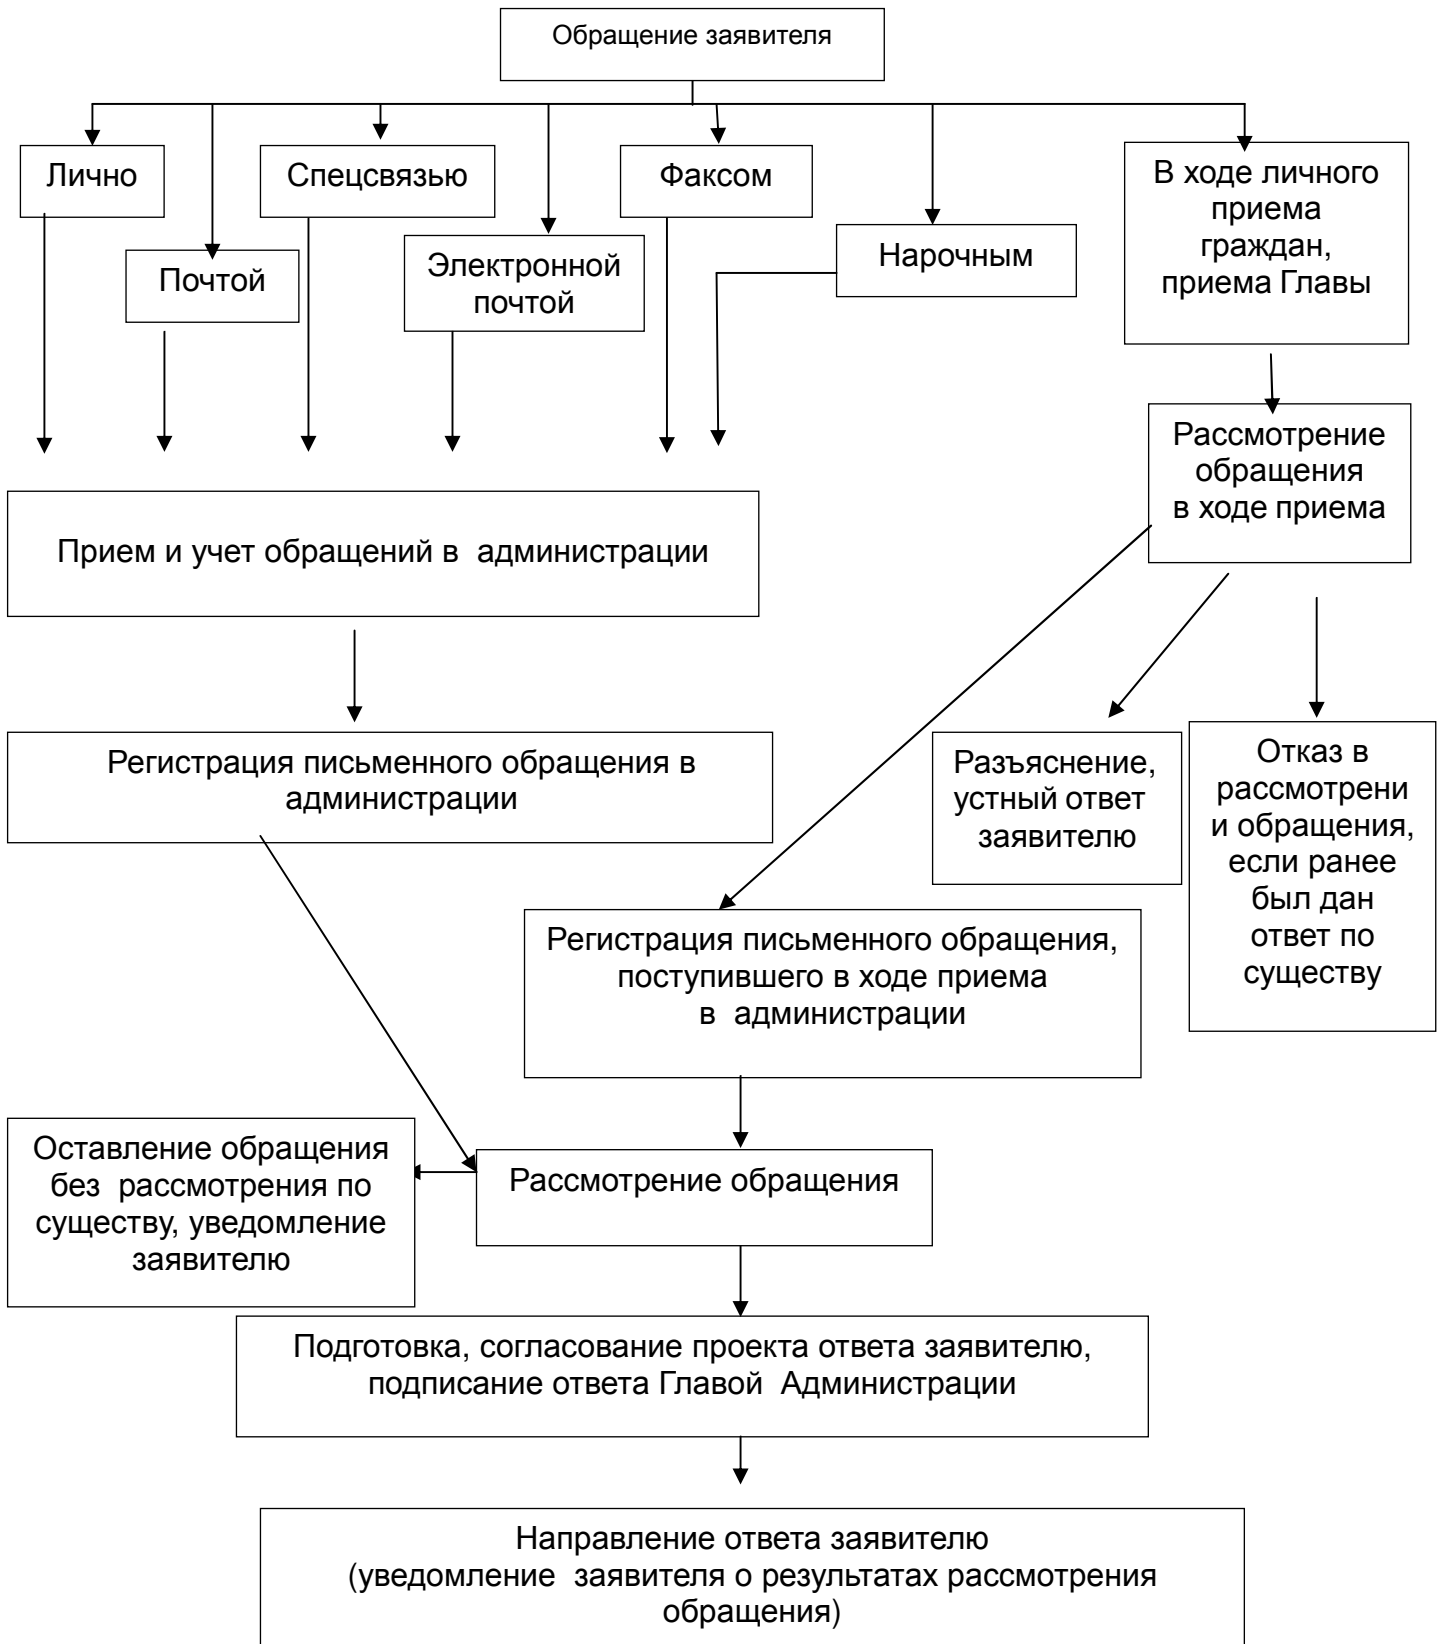 Обращение заявителя
Лично
Спецсвязью
Факсом
В ходе личного
приема
граждан,
приема Главы
Почтой
Электронной
почтой
Нарочным
Рассмотрение
обращения
в ходе приема
Прием и учет обращений в администрации
Регистрация письменного обращения в
администрации
Разъяснение,
устный ответ
заявителю
Отказ в
рассмотрени
и обращения,
если ранее
был дан
ответ по
существу
Регистрация письменного обращения,
поступившего в ходе приема
в администрации
Оставление обращения
без рассмотрения по
существу, уведомление
заявителю
Рассмотрение обращения
Подготовка, согласование проекта ответа заявителю,
подписание ответа Главой Администрации
Направление ответа заявителю
(уведомление заявителя о результатах рассмотрения
обращения)